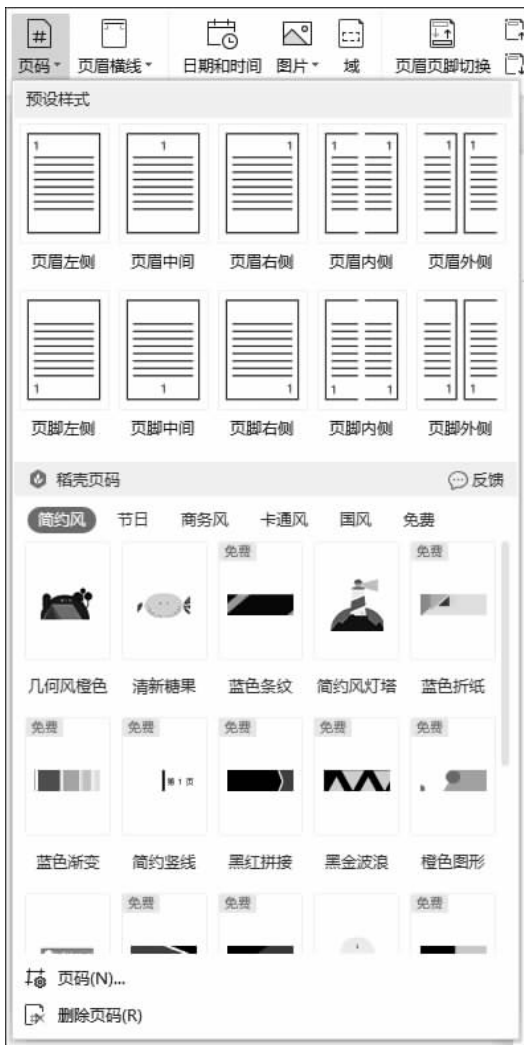 页码 页眉横线 日期和时间 图片 域 页眉页脚切换
预设样式
1 1 1 1 1 1 1
页眉左侧 页眉中间 页眉右侧 页眉内侧 页眉外侧
1 1 1 1 1 1 1
页脚左侧 页脚中间 页脚右侧 页脚内侧 页脚外侧
稻壳页码 反馈
简约风 节日 商务风 卡通风 国风 免费
免费 免费
几何风橙色 清新糖果 蓝色条纹 简约风灯塔 蓝色折纸
免费 免费 免费 免费 免费
第 1 页
蓝色渐变 简约竖线 黑红拼接 黑金波浪 橙色图形
免费 免费 免费
页码(N)...
删除页码(R)